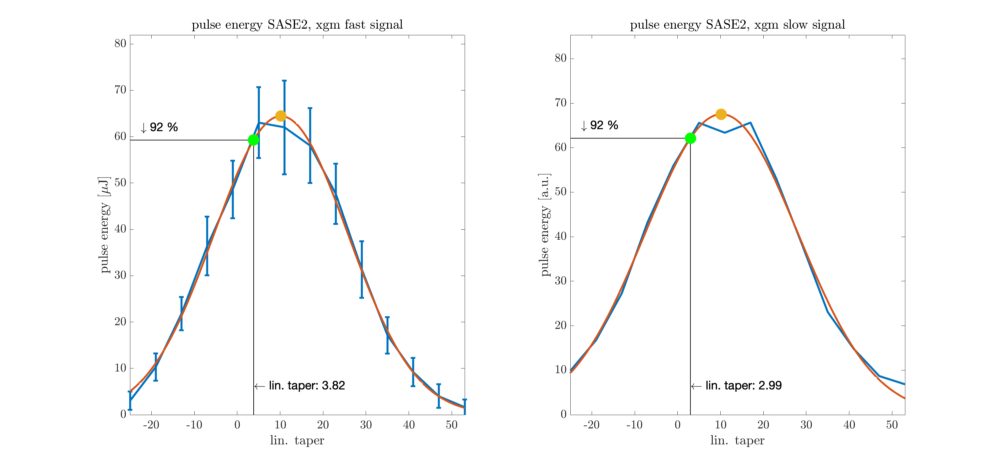 pulse energy SASE2, xgm fast signal
80
70
60
50
40
30
20
10
0
pulse energy [μJ]
↓ 92 %
← lin. taper: 3.82
-20 -10 0 10 20 30 40 50
lin. taper
pulse energy SASE2, xgm slow signal
80
70
60
50
40
30
20
10
0
pulse energy [a.u.]
↓ 92 %
← lin. taper: 2.99
-20 -10 0 10 20 30 40 50
lin. taper